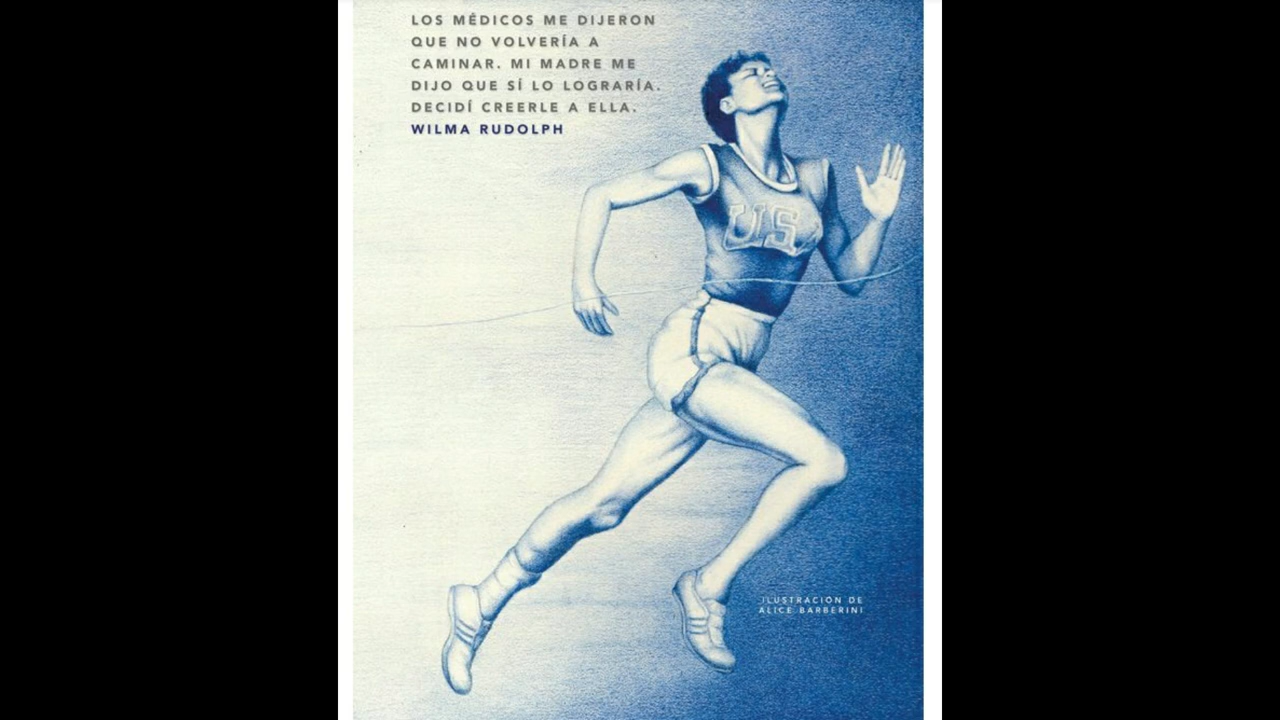 LOS MÉDICOS ME DIJERON
QUE NO VOLVERÍA A
CAMINAR. MI MADRE ME
DIJO QUE SÍ LO LOGRARÍA.
DECIDÍ CREERLE A ELLA.
WILMA RUDOLPH
USA
ILUSTRACIÓN DE
ALICE BARBERINI